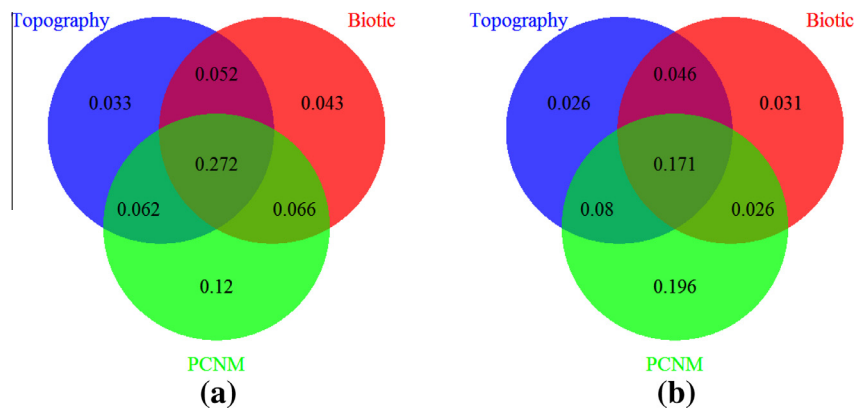 Topography Biotic
0.052
0.033 0.043
0.272
0.062 0.066
0.12
PCNM
(a)
Topography Biotic
0.046
0.026 0.031
0.171
0.08 0.026
0.196
PCNM
(b)